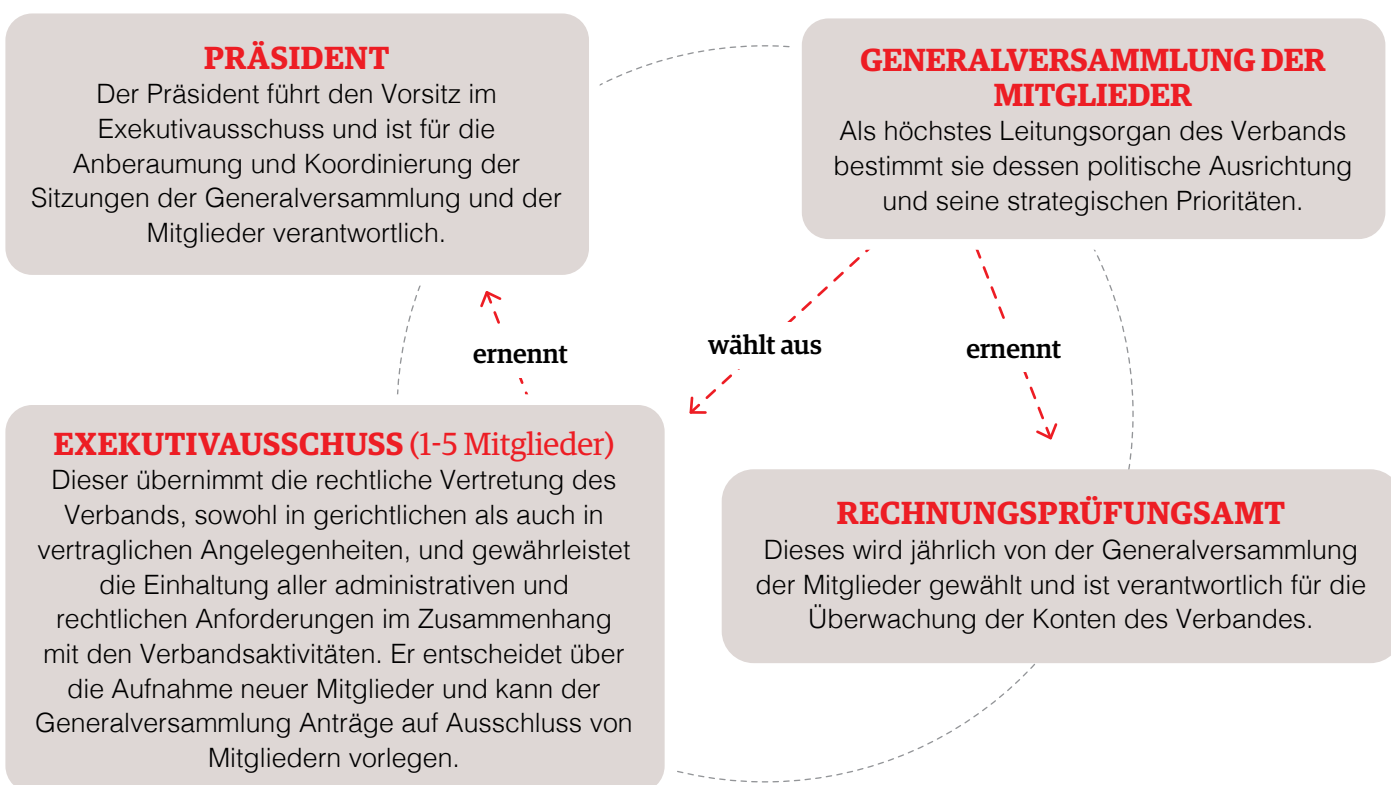 PRÄSIDENT
Der Präsident führt den Vorsitz im
Exekutivausschuss und ist für die
Anberaumung und Koordinierung der
Sitzungen der Generalversammlung und der
Mitglieder verantwortlich.
GENERALVERSAMMLUNG DER
MITGLIEDER
Als höchstes Leitungsorgan des Verbands
bestimmt sie dessen politische Ausrichtung
und seine strategischen Prioritäten.
ernennt
wählt aus
ernennt
EXEKUTIVAUSSCHUSS (1-5 Mitglieder)
Dieser übernimmt die rechtliche Vertretung des
Verbands, sowohl in gerichtlichen als auch in
vertraglichen Angelegenheiten, und gewährleistet
die Einhaltung aller administrativen und
rechtlichen Anforderungen im Zusammenhang
mit den Verbandsaktivitäten. Er entscheidet über
die Aufnahme neuer Mitglieder und kann der
Generalversammlung Anträge auf Ausschluss von
Mitgliedern vorlegen.
RECHNUNGSPRÜFUNGSAMT
Dieses wird jährlich von der Generalversammlung
der Mitglieder gewählt und ist verantwortlich für die
Überwachung der Konten des Verbandes.